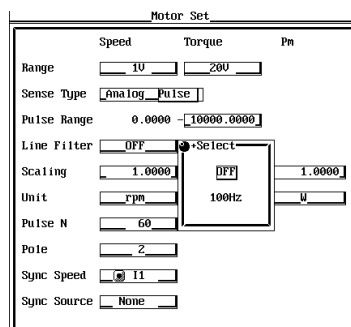 Motor Set
Speed Torque Pm
Range 1V 20V
Sense Type Analog Pulse
Pulse Range 0.0000 - 10000.0000
Line Filter OFF Select
Scaling 1.0000 OFF 1.0000
Unit rpm 100Hz W
Pulse N 60
Pole 2
Sync Speed I1
Sync Source None